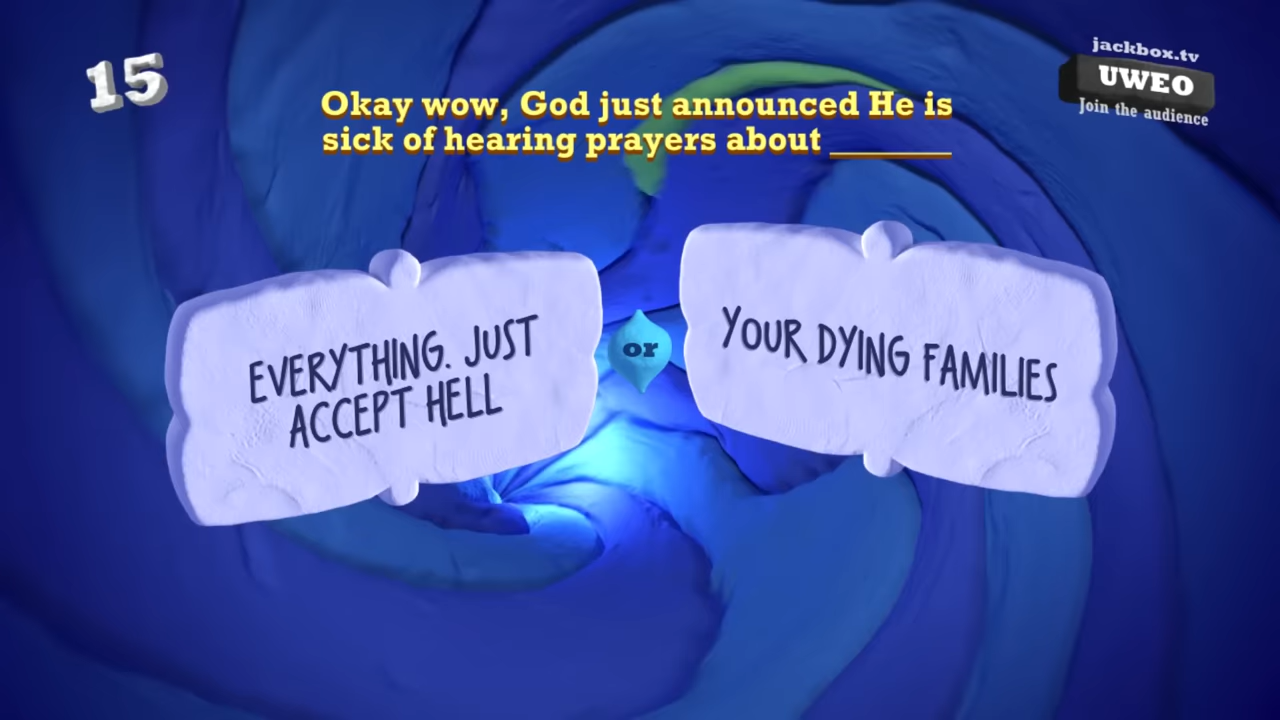 15
jackbox.tv
UWEO
Join the audience
Okay wow, God just announced He is
sick of hearing prayers about ________
EVERYTHING. JUST
ACCEPT HELL
or
YOUR DYING FAMILIES